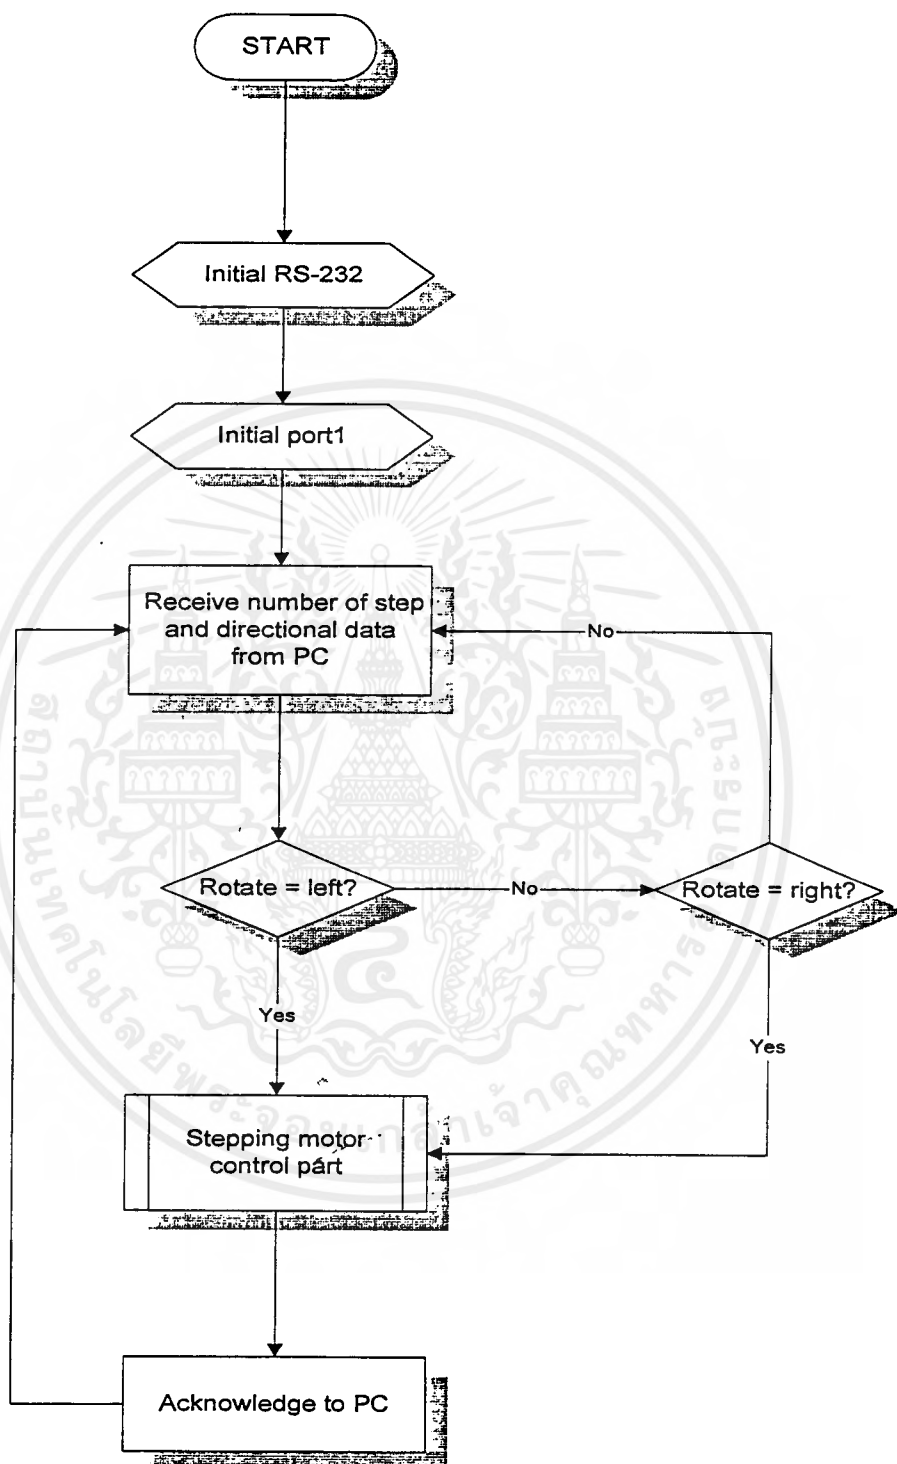 START
Initial RS-232
Initial port1
Receive number of step
and directional data
from PC
No
Rotate = left?
No
Rotate = right?
Yes
Yes
Stepping motor
control part
Acknowledge to PC